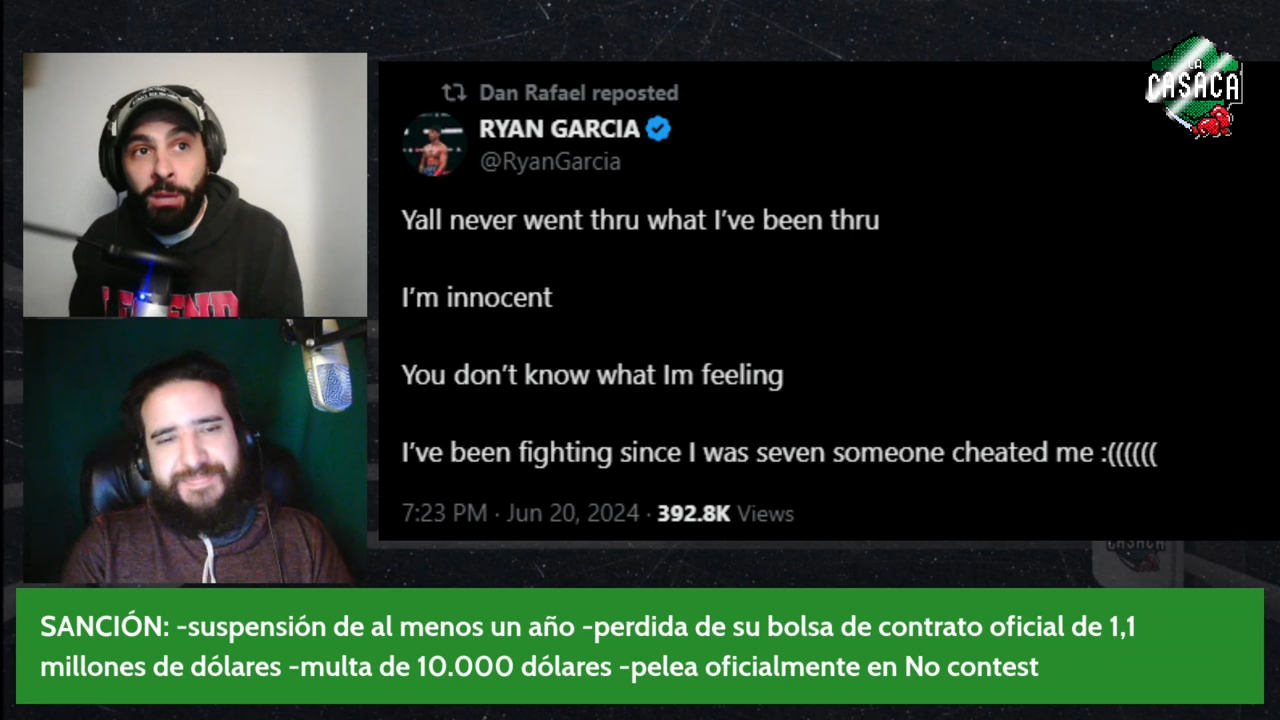 LA
CASACA
Dan Rafael reposted
RYAN GARCIA
@RyanGarcia
Yall never went thru what I’ve been thru
I’m innocent
You don’t know what Im feeling
I’ve been fighting since I was seven someone cheated me :((((((
7:23 PM · Jun 20, 2024 · 392.8K Views
LEGEND
CASACA
SANCIÓN: -suspensión de al menos un año -perdida de su bolsa de contrato oficial de 1,1
millones de dólares -multa de 10.000 dólares -pelea oficialmente en No contest